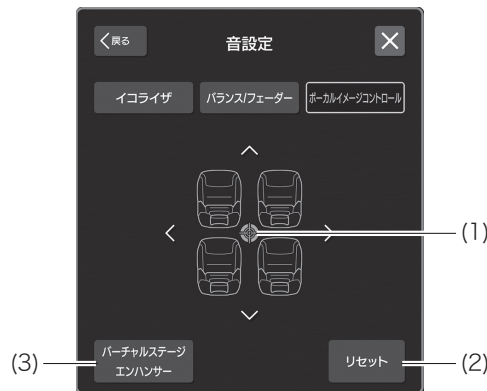 戻る
音設定
イコライザ
バランス/フェーダー
ボーカルイメージコントロール
(1)
バーチャルステージ
エンハンサー
リセット
(3)
(2)